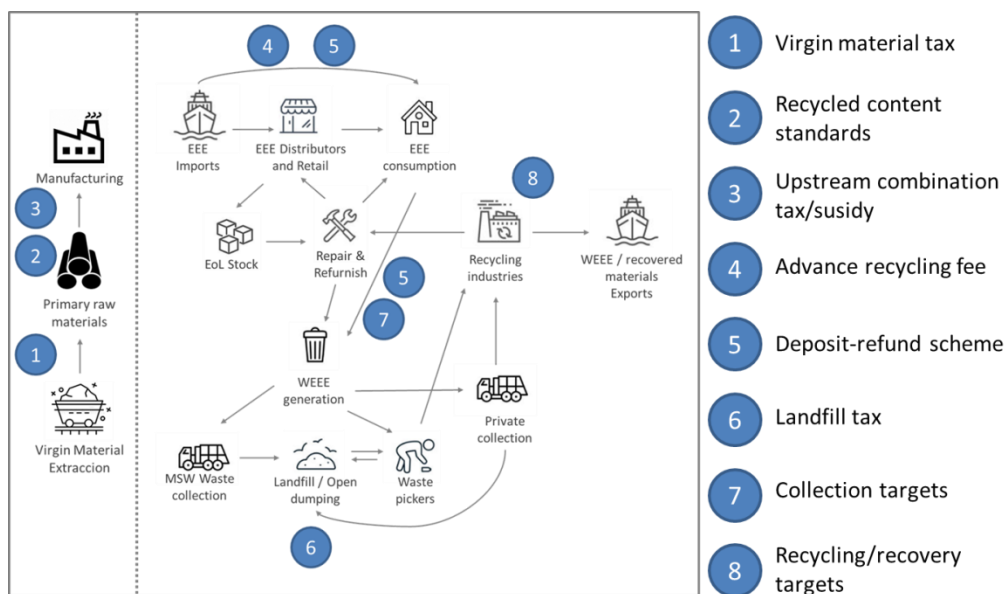 4
5
EEE
Imports
EEE Distributors
and Retail
EEE
consumption
Manufacturing
3
2
Primary raw
materials
1
Virgin Material
Extraccion
EoL Stock
Repair &
Refurnish
8
Recycling
industries
WEEE / recovered
materials
Exports
5
7
WEEE
generation
Private
collection
MSW Waste
collection
Landfill / Open
dumping
Waste
pickers
6
1 Virgin material tax
2 Recycled content
standards
3 Upstream combination
tax/susidy
4 Advance recycling fee
5 Deposit-refund scheme
6 Landfill tax
7 Collection targets
8 Recycling/recovery
targets